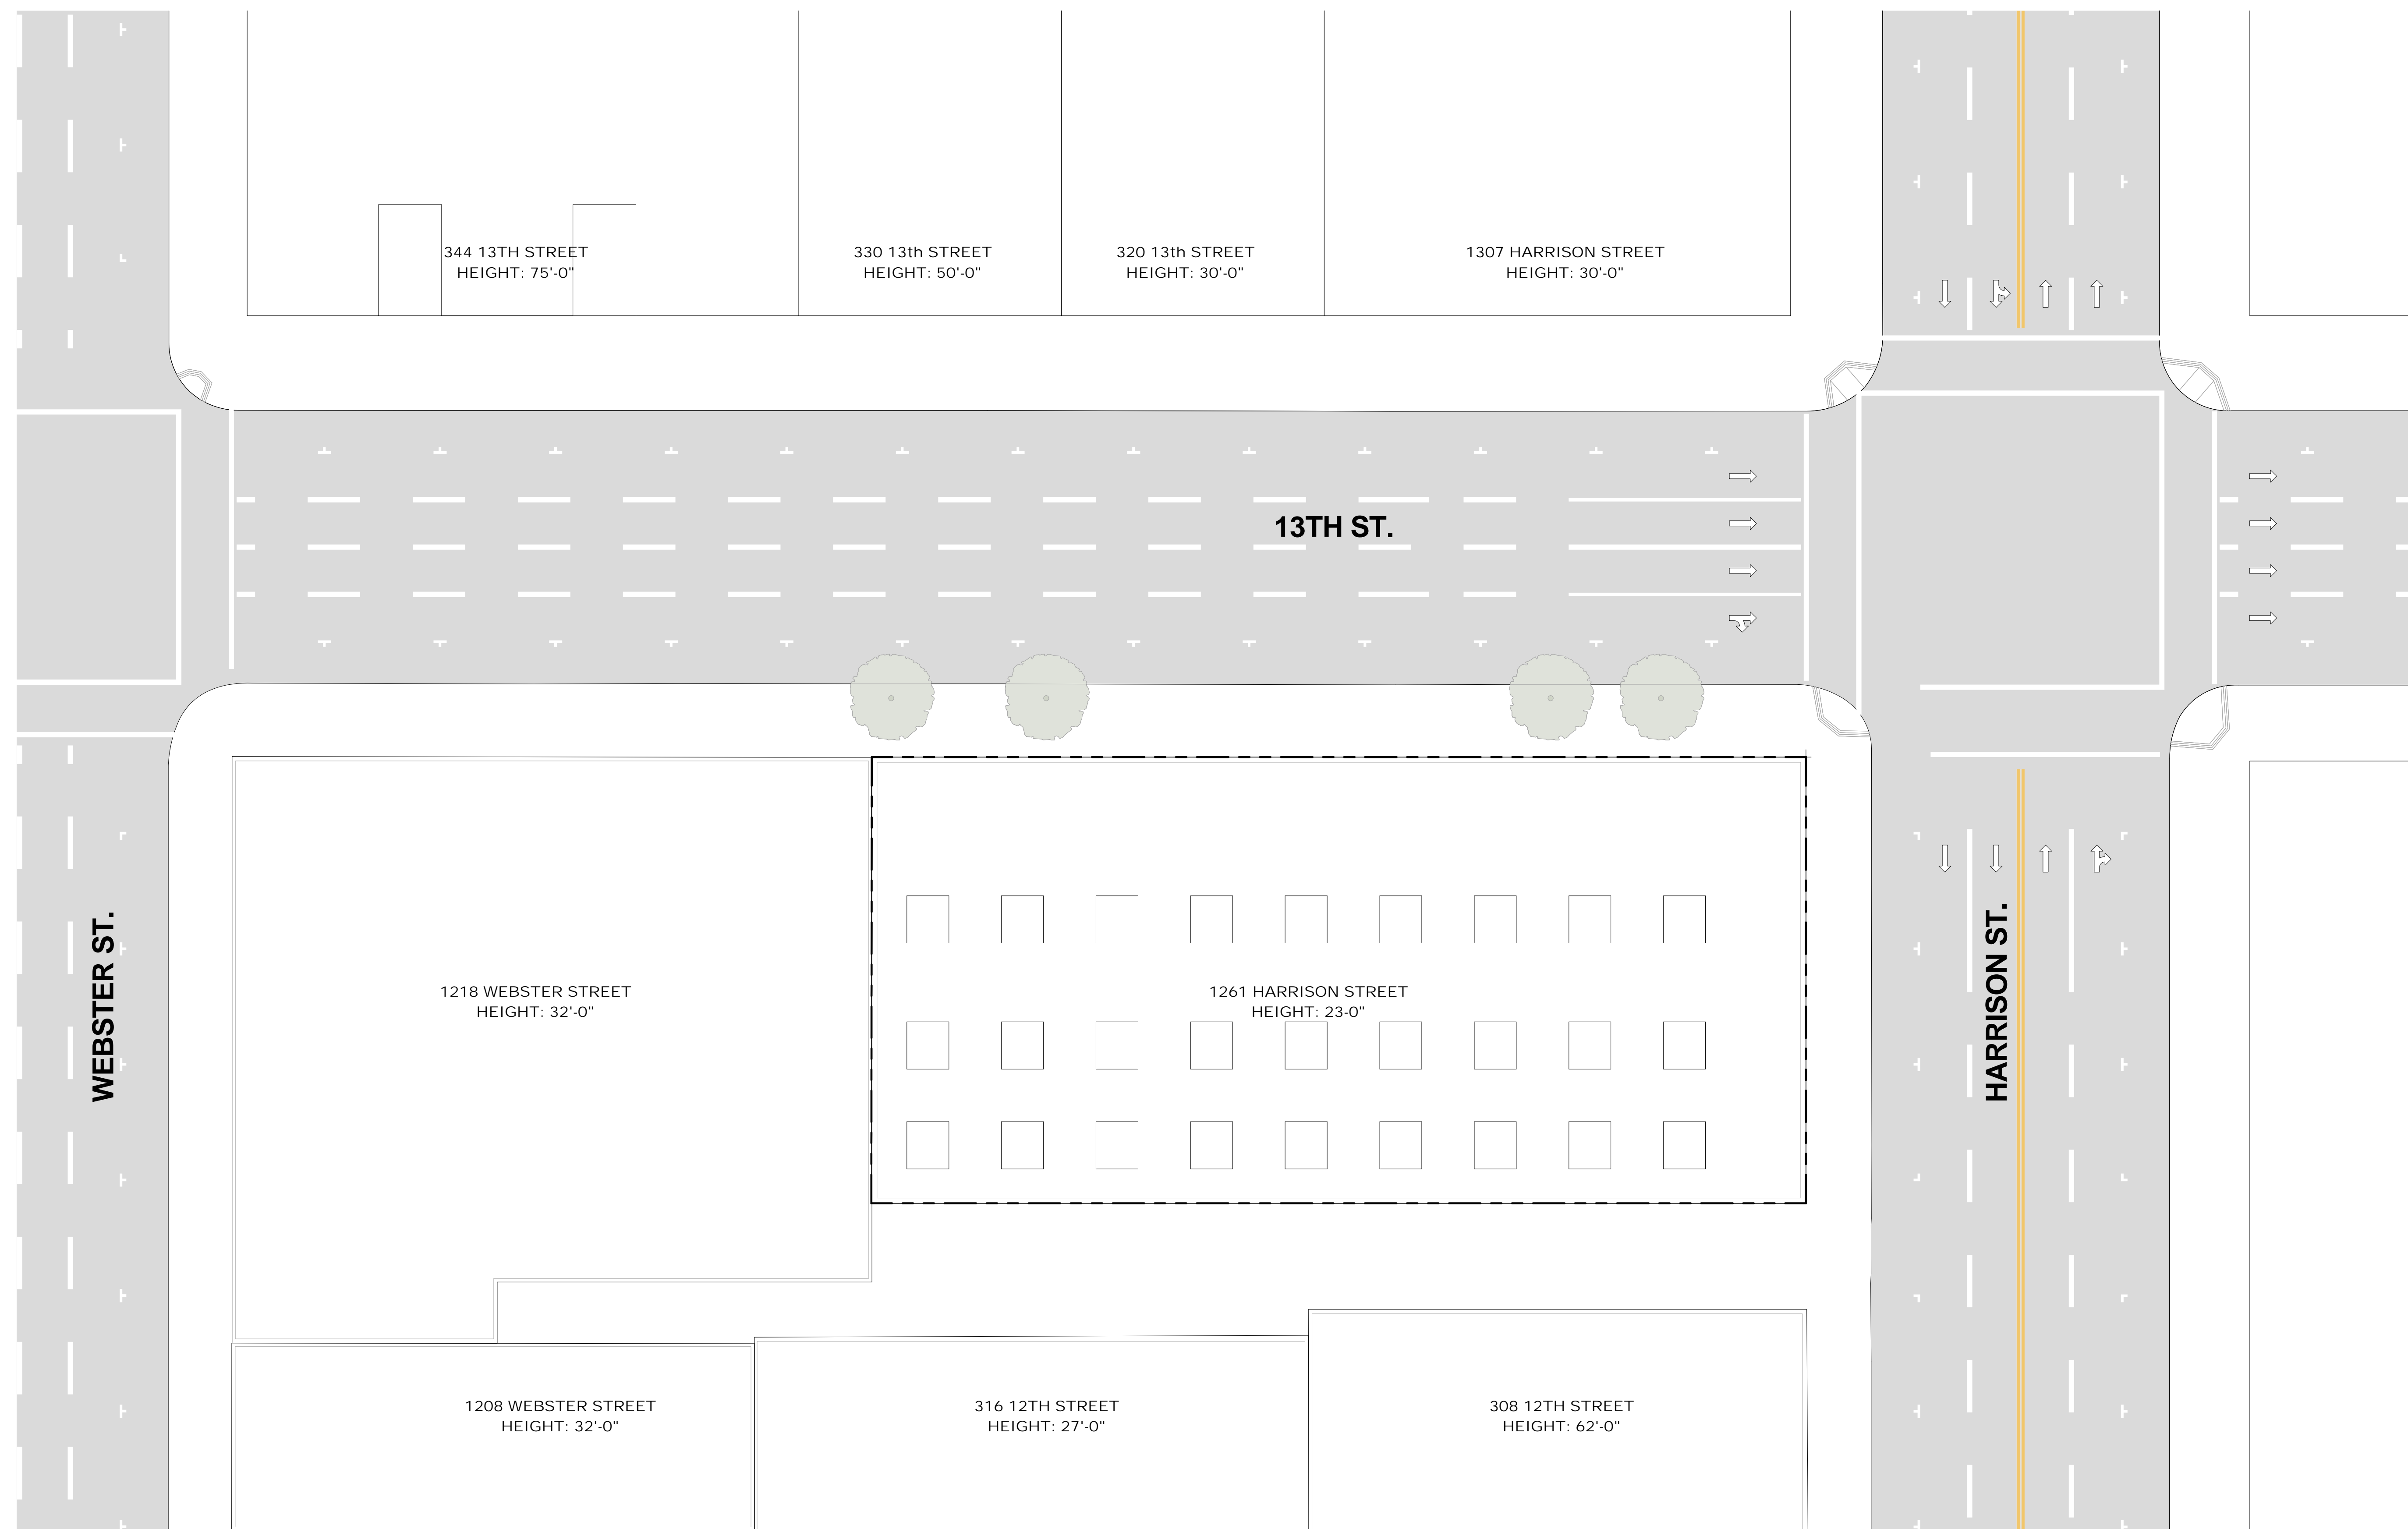 344 13TH STREET
HEIGHT: 75'-0"
330 13th STREET
HEIGHT: 50'-0"
320 13th STREET
HEIGHT: 30'-0"
1307 HARRISON STREET
HEIGHT: 30'-0"
13TH ST.
WEBSTER ST.
1218 WEBSTER STREET
HEIGHT: 32'-0"
1261 HARRISON STREET
HEIGHT: 23-0"
HARRISON ST.
1208 WEBSTER STREET
HEIGHT: 32'-0"
316 12TH STREET
HEIGHT: 27'-0"
308 12TH STREET
HEIGHT: 62'-0"